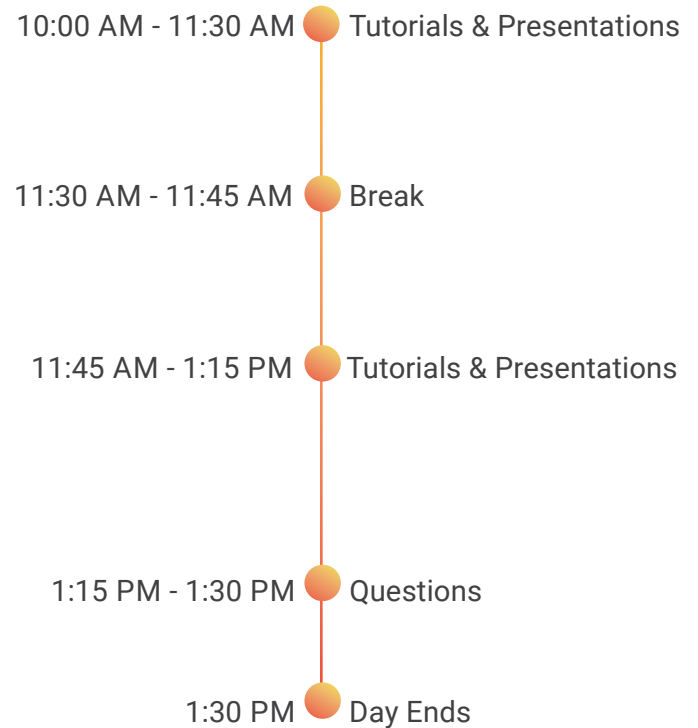 10:00 AM - 11:30 AM Tutorials & Presentations
11:30 AM - 11:45 AM Break
11:45 AM - 1:15 PM Tutorials & Presentations
1:15 PM - 1:30 PM Questions
1:30 PM Day Ends